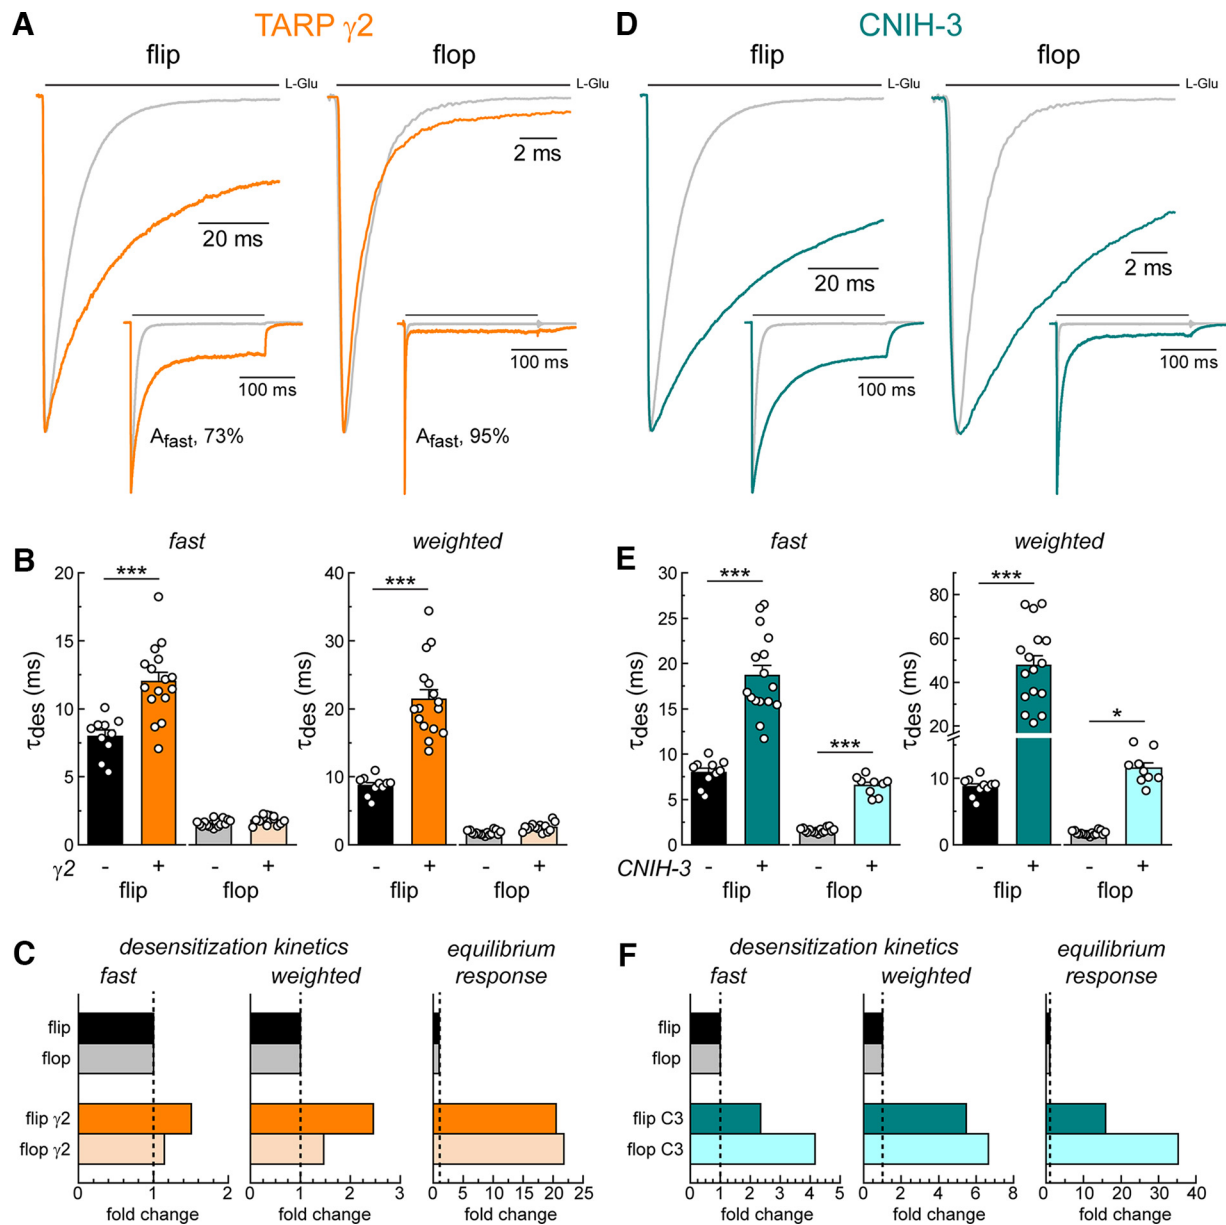 A
TARP γ2
flip
flop
L-Glu
L-Glu
20 ms
2 ms
100 ms
100 ms
Afast, 73%
Afast, 95%
D
CNIH-3
flip
flop
L-Glu
L-Glu
20 ms
2 ms
100 ms
100 ms
B
fast
weighted
τdes (ms)
20
15
10
5
0
***
τdes (ms)
40
30
20
10
0
***
γ2
- + - +
- + - +
flip
flop
flip
flop
E
fast
weighted
τdes (ms)
30
25
20
15
10
5
0
***
***
τdes (ms)
80
60
40
20
10
0
***
*
CNIH-3
- + - +
- + - +
flip
flop
flip
flop
C
desensitization kinetics
fast
weighted
equilibrium
response
flip
flop
flip γ2
flop γ2
0 1 2
0 1 2 3
0 5 10 15 20 25
fold change
fold change
fold change
F
desensitization kinetics
fast
weighted
equilibrium
response
flip
flop
flip C3
flop C3
0 1 2 3 4 5
0 2 4 6 8
0 10 20 30 40
fold change
fold change
fold change